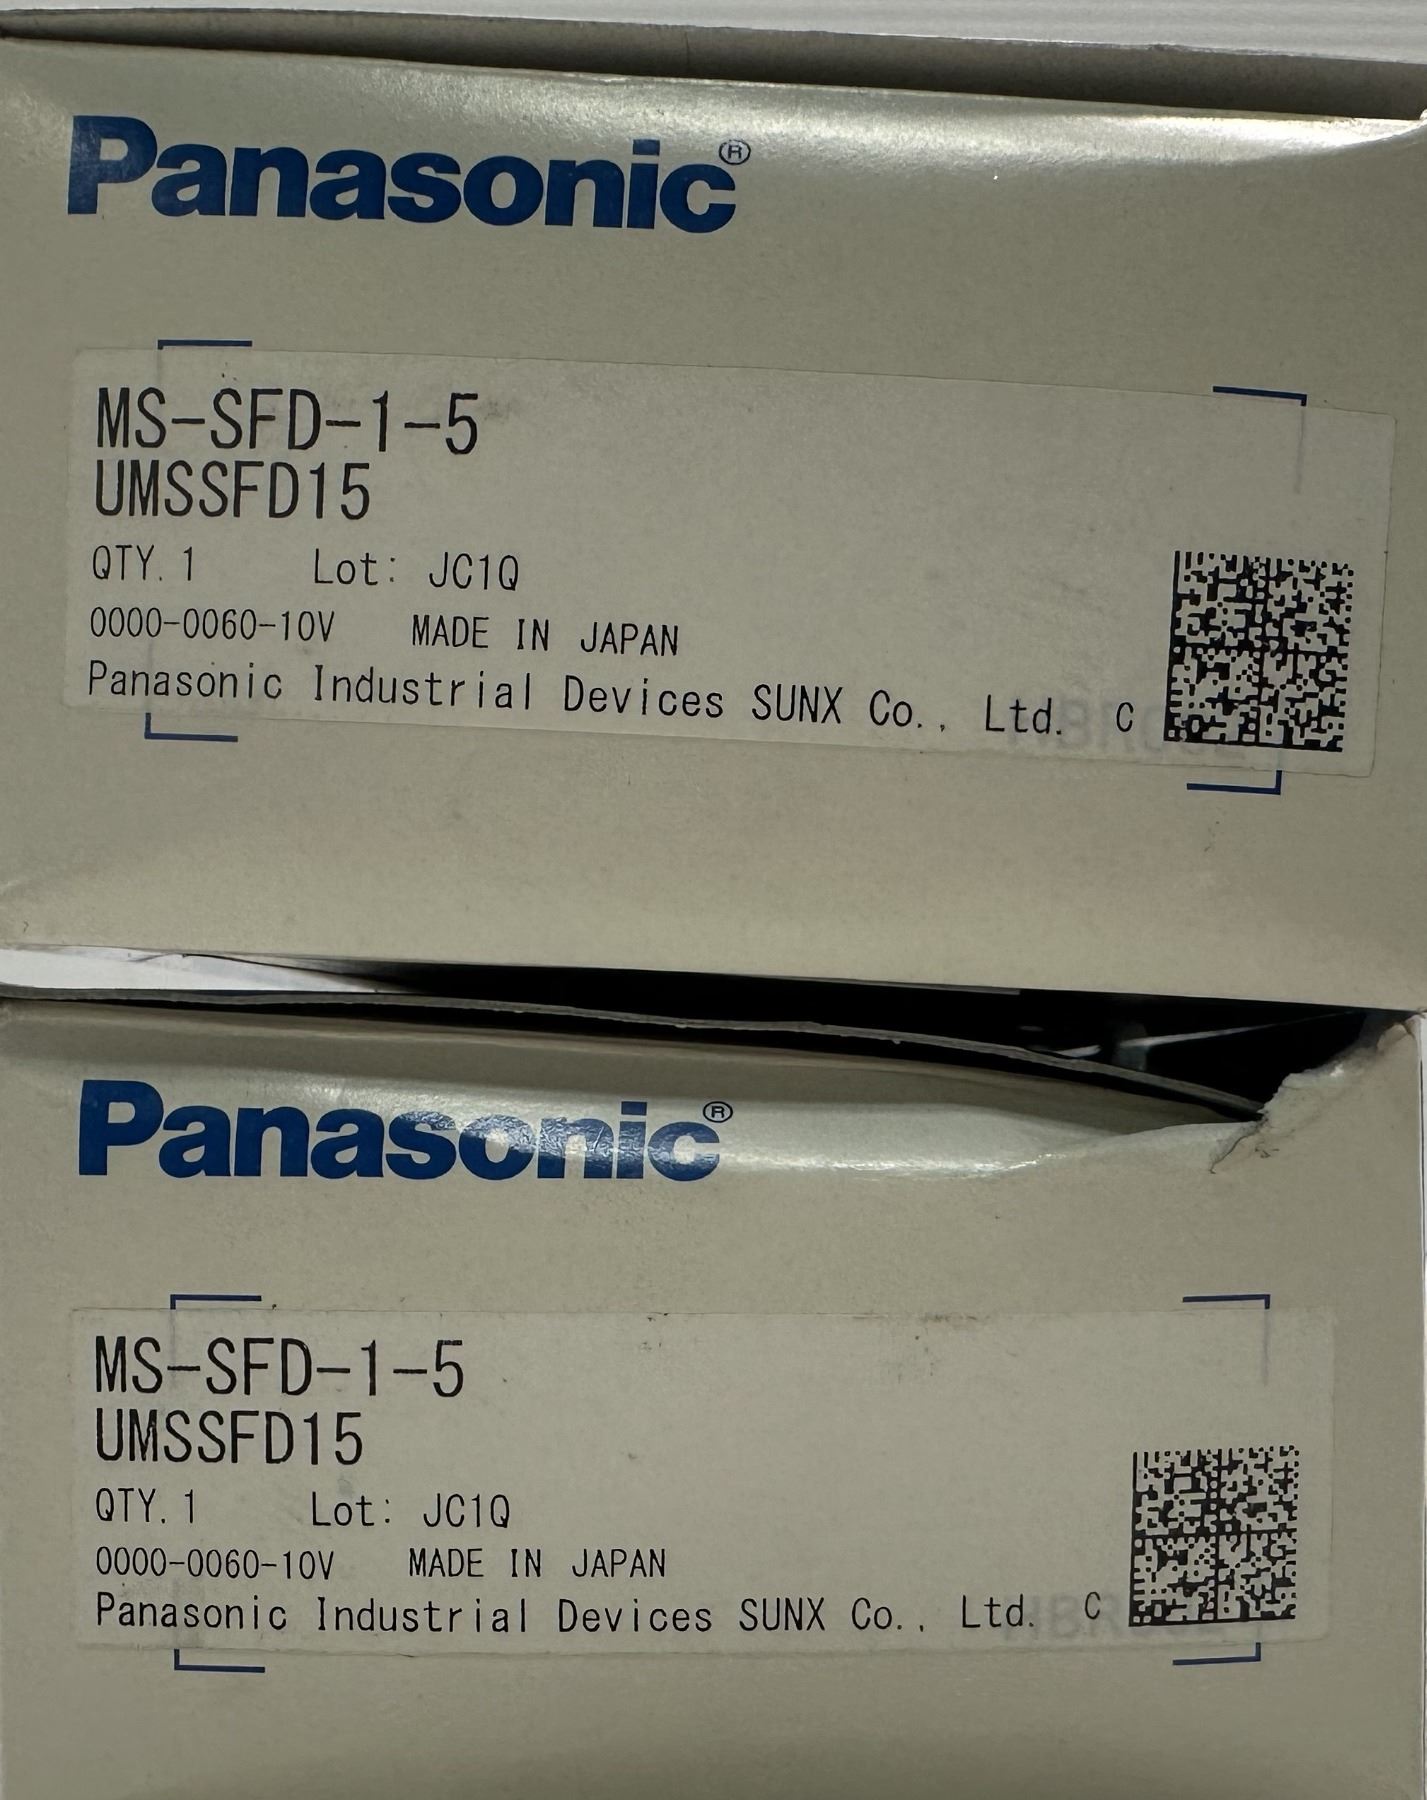 Panasonic®
MS-SFD-1-5
UMSSFD15
QTY. 1 Lot: JC1Q
0000-0060-10V MADE IN JAPAN
Panasonic Industrial Devices SUNX Co., Ltd. C
Panasonic®
MS-SFD-1-5
UMSSFD15
QTY. 1 Lot: JC1Q
0000-0060-10V MADE IN JAPAN
Panasonic Industrial Devices SUNX Co., Ltd. C